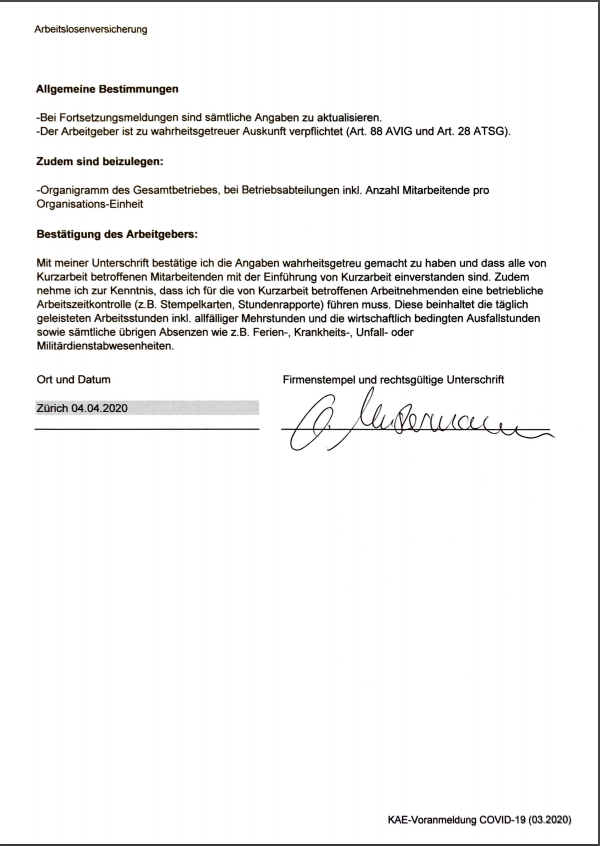 Arbeitslosenversicherung
Allgemeine Bestimmungen
-Bei Fortsetzungsmeldungen sind sämtliche Angaben zu aktualisieren.
-Der Arbeitgeber ist zu wahrheitsgetreuer Auskunft verpflichtet (Art. 88 AVIG und Art. 28 ATSG).
Zudem sind beizulegen:
-Organigramm des Gesamtbetriebes, bei Betriebsabteilungen inkl. Anzahl Mitarbeitende pro
Organisations-Einheit
Bestätigung des Arbeitgebers:
Mit meiner Unterschrift bestätige ich die Angaben wahrheitsgetreu gemacht zu haben und dass alle von
Kurzarbeit betroffenen Mitarbeitenden mit der Einführung von Kurzarbeit einverstanden sind. Zudem
nehme ich zur Kenntnis, dass ich für die von Kurzarbeit betroffenen Arbeitnehmenden eine betriebliche
Arbeitszeitkontrolle (z.B. Stempelkarten, Stundenrapporte) führen muss. Diese beinhaltet die täglich
geleisteten Arbeitsstunden inkl. allfälliger Mehrstunden und die wirtschaftlich bedingten Ausfallstunden
sowie sämtliche übrigen Absenzen wie z.B. Ferien-, Krankheits-, Unfall- oder
Militärdienstabwesenheiten.
Ort und Datum
Firmenstempel und rechtsgültige Unterschrift
Zürich 04.04.2020
KAE-Voranmeldung COVID-19 (03.2020)